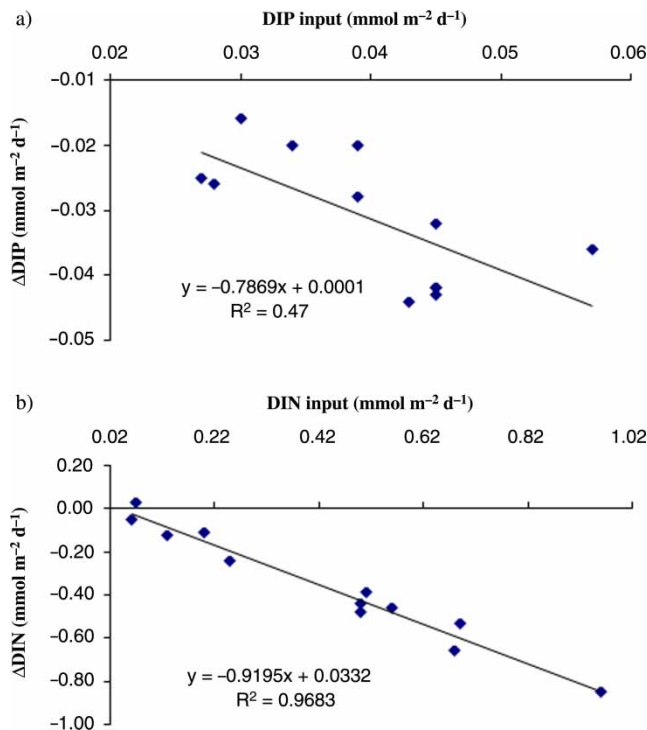 a)
DIP input (mmol m⁻² d⁻¹)
0.02 0.03 0.04 0.05 0.06
−0.01
−0.02
−0.03
−0.04
−0.05
ΔDIP (mmol m⁻² d⁻¹)
y = −0.7869x + 0.0001
R² = 0.47
b)
DIN input (mmol m⁻² d⁻¹)
0.02 0.22 0.42 0.62 0.82 1.02
0.20
0.00
−0.20
−0.40
−0.60
−0.80
−1.00
ΔDIN (mmol m⁻² d⁻¹)
y = −0.9195x + 0.0332
R² = 0.9683